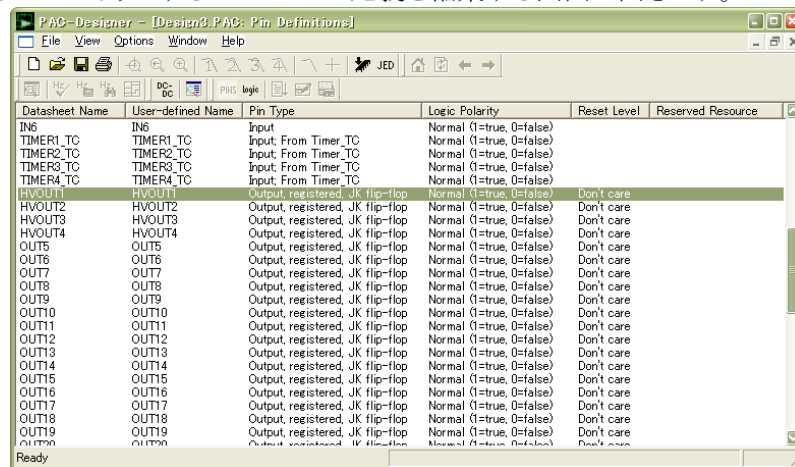 PAC-Designer - [Design3.PAC: Pin Definitions]
File View Options Window Help
JED
DC-DC PINS logic
Datasheet Name User-defined Name Pin Type Logic Polarity Reset Level Reserved Resource
IN6 IN6 Input Normal (1=true, 0=false)
TIMER1_TC TIMER1_TC Input; From Timer_TC Normal (1=true, 0=false)
TIMER2_TC TIMER2_TC Input; From Timer_TC Normal (1=true, 0=false)
TIMER3_TC TIMER3_TC Input; From Timer_TC Normal (1=true, 0=false)
TIMER4_TC TIMER4_TC Input; From Timer_TC Normal (1=true, 0=false)
HVOUT1 HVOUT1 Output, registered, JK flip-flop Normal (1=true, 0=false) Don't care
HVOUT2 HVOUT2 Output, registered, JK flip-flop Normal (1=true, 0=false) Don't care
HVOUT3 HVOUT3 Output, registered, JK flip-flop Normal (1=true, 0=false) Don't care
HVOUT4 HVOUT4 Output, registered, JK flip-flop Normal (1=true, 0=false) Don't care
OUT5 OUT5 Output, registered, JK flip-flop Normal (1=true, 0=false) Don't care
OUT6 OUT6 Output, registered, JK flip-flop Normal (1=true, 0=false) Don't care
OUT7 OUT7 Output, registered, JK flip-flop Normal (1=true, 0=false) Don't care
OUT8 OUT8 Output, registered, JK flip-flop Normal (1=true, 0=false) Don't care
OUT9 OUT9 Output, registered, JK flip-flop Normal (1=true, 0=false) Don't care
OUT10 OUT10 Output, registered, JK flip-flop Normal (1=true, 0=false) Don't care
OUT11 OUT11 Output, registered, JK flip-flop Normal (1=true, 0=false) Don't care
OUT12 OUT12 Output, registered, JK flip-flop Normal (1=true, 0=false) Don't care
OUT13 OUT13 Output, registered, JK flip-flop Normal (1=true, 0=false) Don't care
OUT14 OUT14 Output, registered, JK flip-flop Normal (1=true, 0=false) Don't care
OUT15 OUT15 Output, registered, JK flip-flop Normal (1=true, 0=false) Don't care
OUT16 OUT16 Output, registered, JK flip-flop Normal (1=true, 0=false) Don't care
OUT17 OUT17 Output, registered, JK flip-flop Normal (1=true, 0=false) Don't care
OUT18 OUT18 Output, registered, JK flip-flop Normal (1=true, 0=false) Don't care
OUT19 OUT19 Output, registered, JK flip-flop Normal (1=true, 0=false) Don't care
Ready